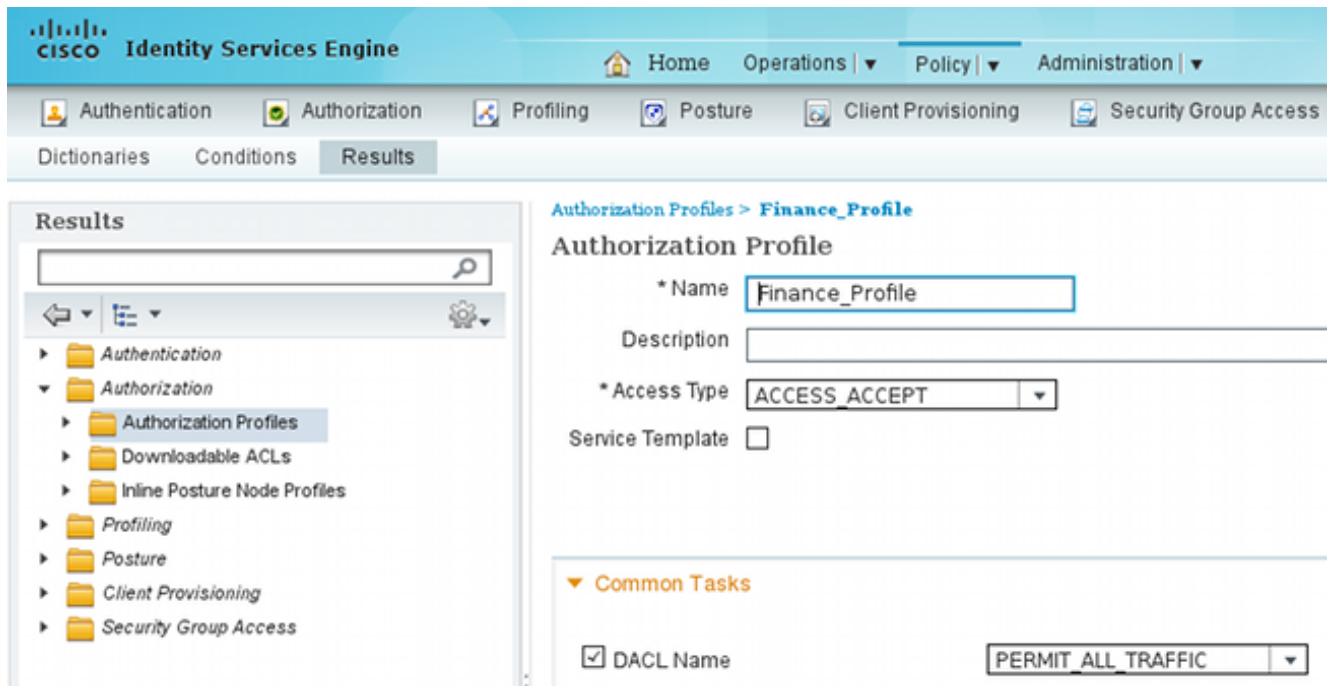 CISCO Identity Services Engine
Home Operations | ▼ Policy | ▼ Administration | ▼
Authentication Authorization Profiling Posture Client Provisioning Security Group Access
Dictionaries Conditions Results
Results
Authentication
Authorization
Authorization Profiles
Downloadable ACLs
Inline Posture Node Profiles
Profiling
Posture
Client Provisioning
Security Group Access
Authorization Profiles > Finance_Profile
Authorization Profile
* Name Finance_Profile
Description
* Access Type ACCESS_ACCEPT
Service Template
Common Tasks
DACL Name PERMIT_ALL_TRAFFIC